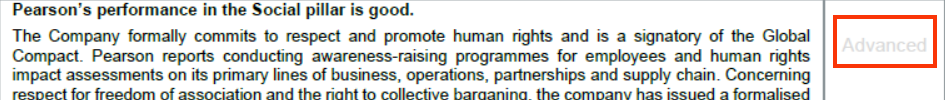 Pearson's performance in the Social pillar is good.
The Company formally commits to respect and promote human rights and is a signatory of the Global
Compact. Pearson reports conducting awareness-raising programmes for employees and human rights
impact assessments on its primary lines of business, operations, partnerships and supply chain. Concerning
respect for freedom of association and the right to collective barganing, the company has issued a formalised
Advanced